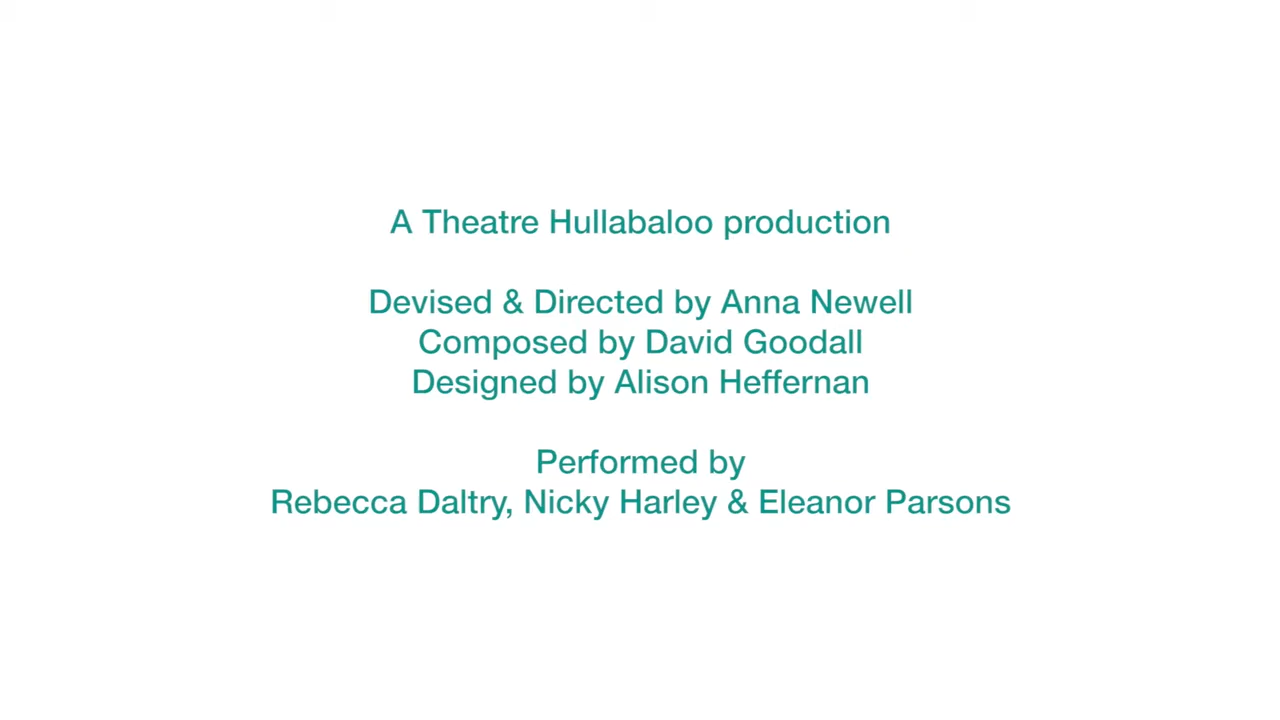 A Theatre Hullabaloo production
Devised & Directed by Anna Newell
Composed by David Goodall
Designed by Alison Heffernan
Performed by
Rebecca Daltry, Nicky Harley & Eleanor Parsons